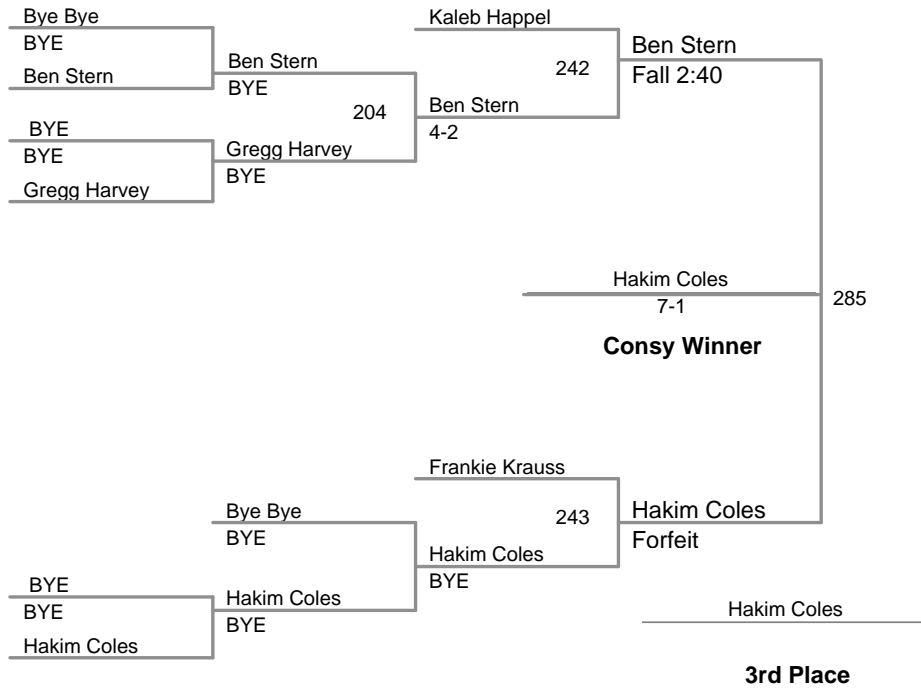 Bye Bye
BYE
Ben Stern
Ben Stern
BYE
BYE
BYE
Gregg Harvey
Gregg Harvey
BYE
204
Kaleb Happel
Ben Stern
4-2
242
Ben Stern
Fall 2:40
Hakim Coles
7-1
285
Consy Winner
Frankie Krauss
Bye Bye
BYE
243
Hakim Coles
Forfeit
Hakim Coles
BYE
BYE
BYE
Hakim Coles
Hakim Coles
BYE
Hakim Coles
3rd Place